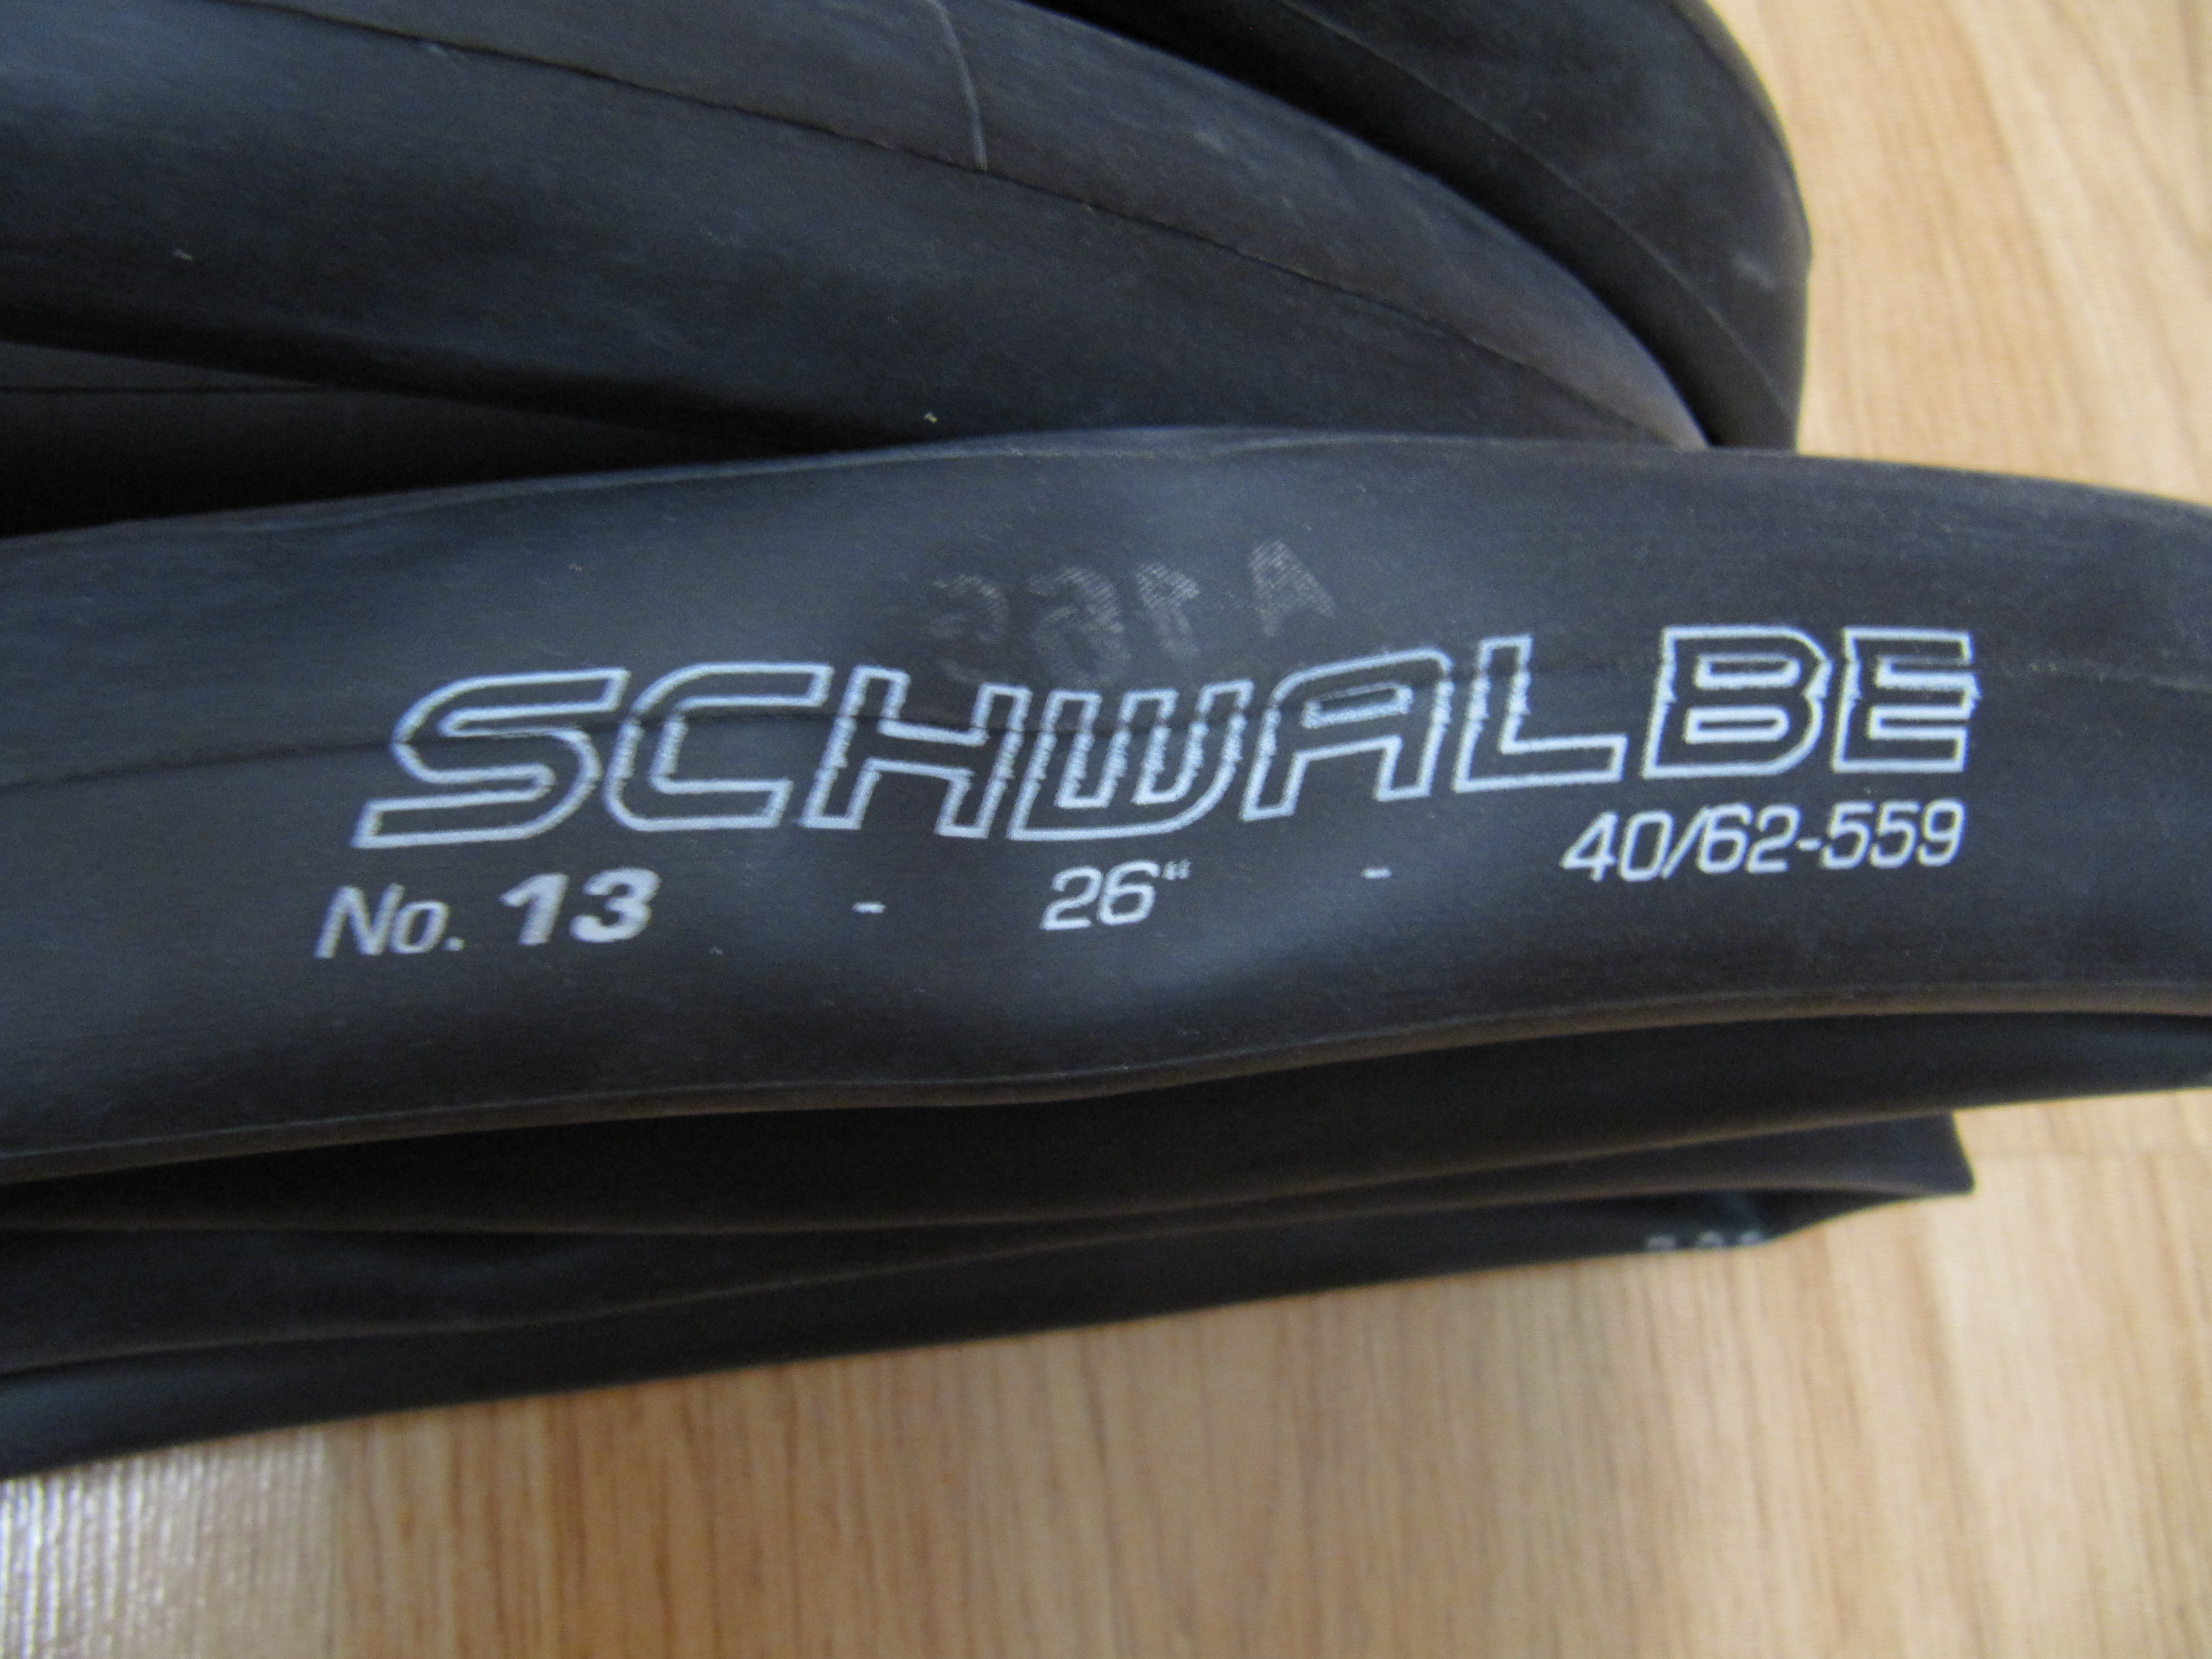 SCHWALBE
No. 13 - 26“ - 40/62-559